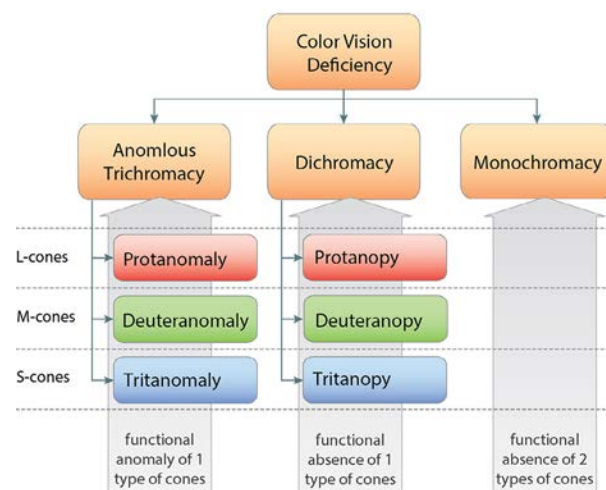 Color Vision
Deficiency
Anomlous
Trichromacy
Dichromacy
Monochromacy
L-cones
Protanomaly
Protanopy
M-cones
Deuteranomaly
Deuteranopy
S-cones
Tritanomaly
Tritanopy
functional
anomaly of 1
type of cones
functional
absence of 1
type of cones
functional
absence of 2
types of cones